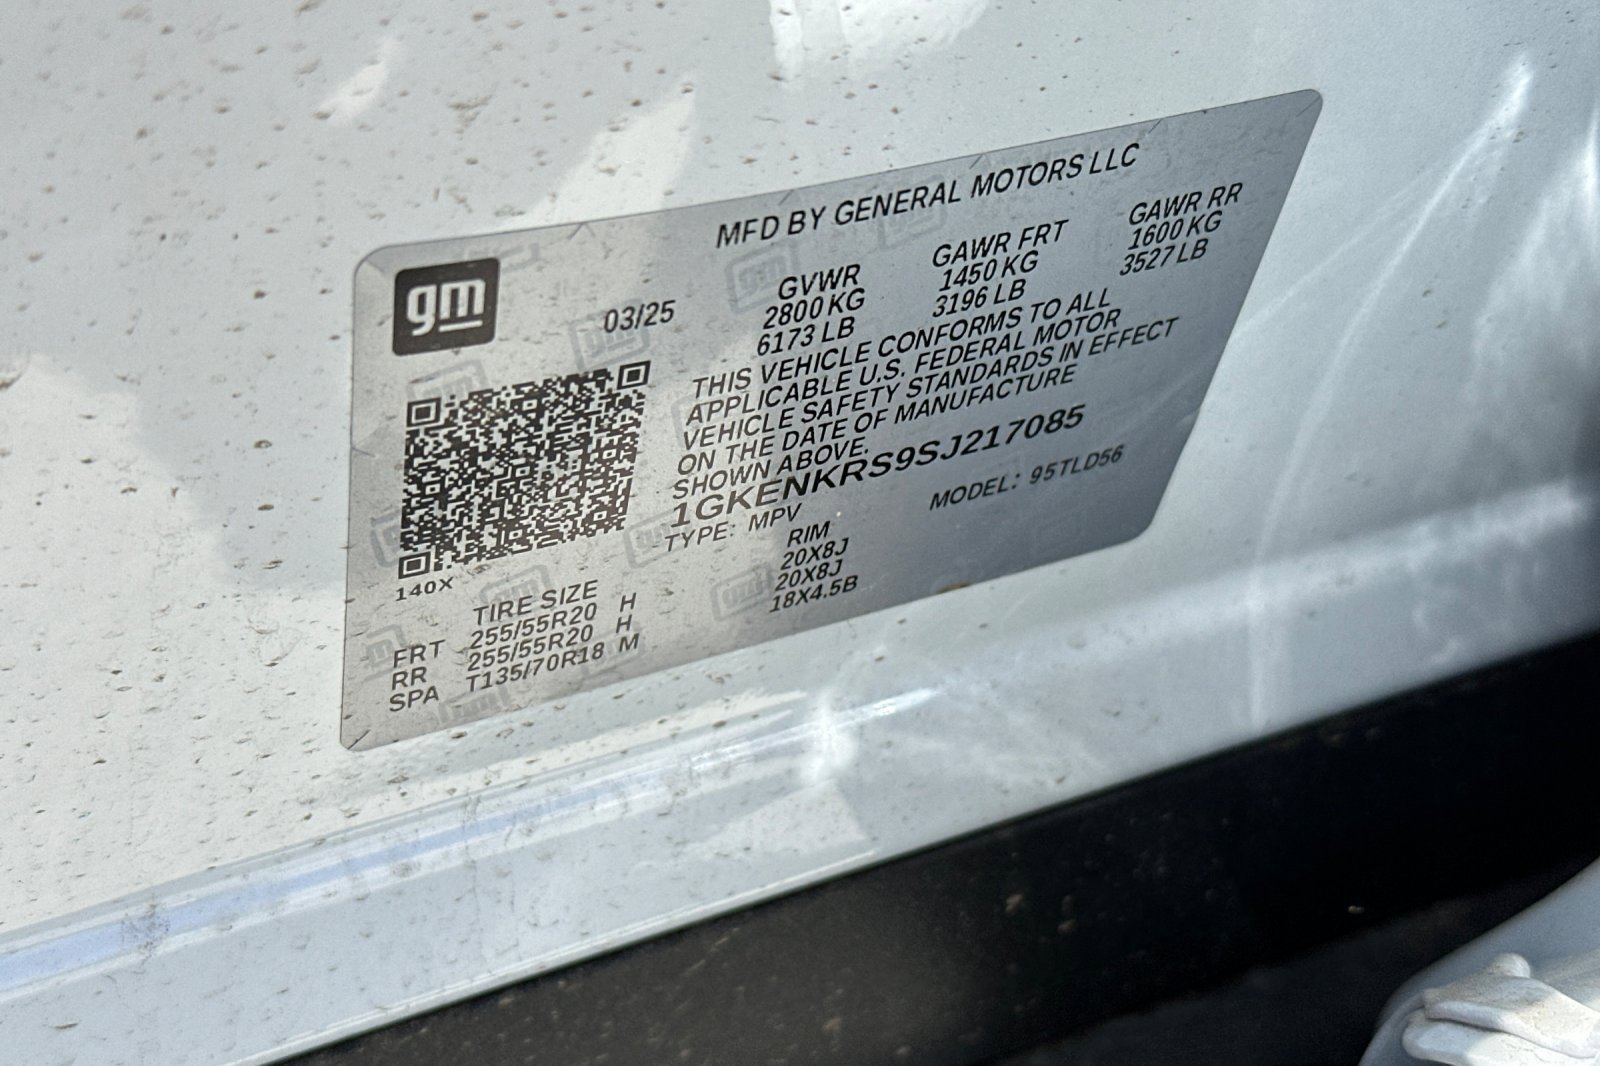 MFD BY GENERAL MOTORS LLC
gm
03/25
GVWR GAWR FRT GAWR RR
2800 KG 1450 KG 1600 KG
6173 LB 3196 LB 3527 LB
THIS VEHICLE CONFORMS TO ALL
APPLICABLE U.S. FEDERAL MOTOR
VEHICLE SAFETY STANDARDS IN EFFECT
ON THE DATE OF MANUFACTURE
SHOWN ABOVE.
1GKENKRS9SJ217085
TYPE: MPV MODEL: 95TLD56
140X
TIRE SIZE RIM
FRT 255/55R20 H 20X8J
RR 255/55R20 H 20X8J
SPA T135/70R18 M 18X4.5B